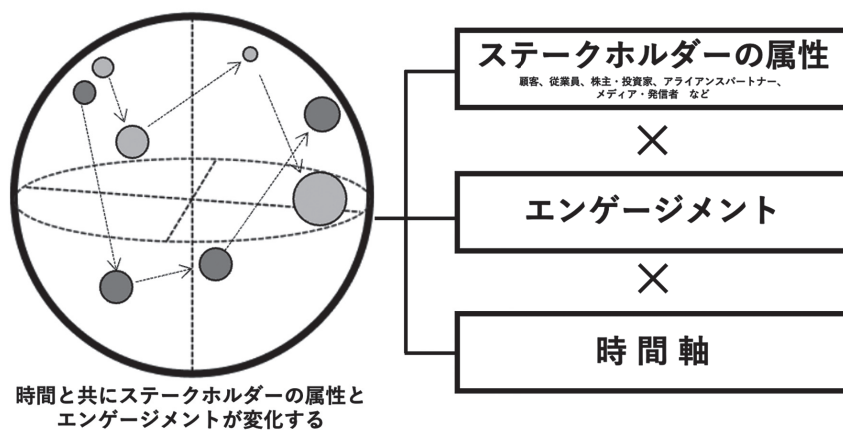 ステークホルダーの属性
顧客、従業員、株主・投資家、アライアンスパートナー、
メディア・発信者　など
×
エンゲージメント
×
時間軸
時間と共にステークホルダーの属性と
エンゲージメントが変化する